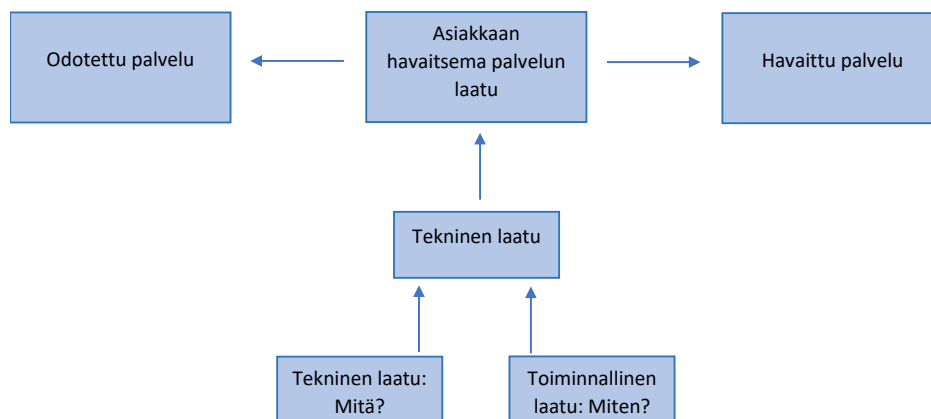 Odotettu palvelu
Asiakkaan
havaitsema palvelun
laatu
Havaittu palvelu
Tekninen laatu
Tekninen laatu:
Mitä?
Toiminnallinen
laatu: Miten?